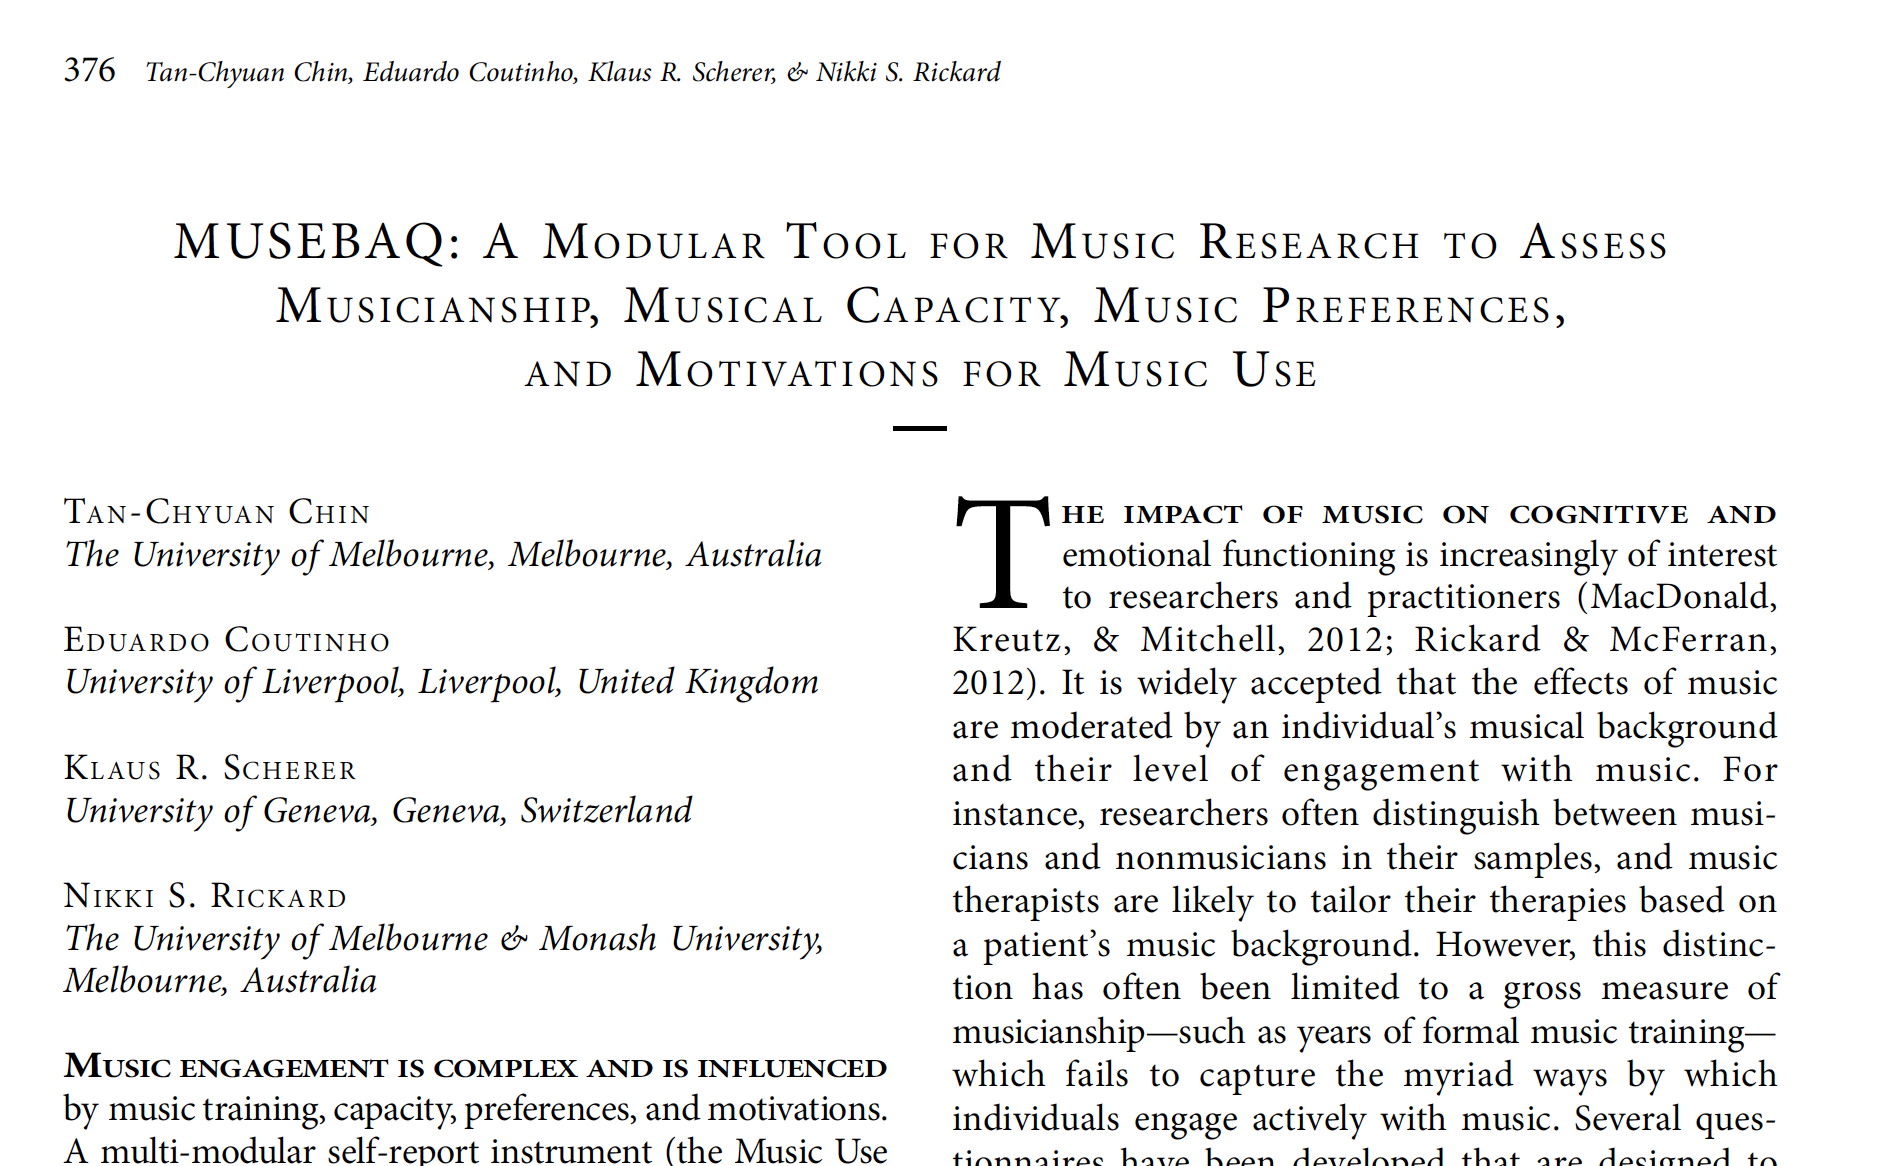 376 Tan-Chyuan Chin, Eduardo Coutinho, Klaus R. Scherer, & Nikki S. Rickard
MUSEBAQ: A Modular Tool for Music Research to Assess
Musicianship, Musical Capacity, Music Preferences,
and Motivations for Music Use
Tan-Chyuan Chin
The University of Melbourne, Melbourne, Australia
Eduardo Coutinho
University of Liverpool, Liverpool, United Kingdom
Klaus R. Scherer
University of Geneva, Geneva, Switzerland
Nikki S. Rickard
The University of Melbourne & Monash University,
Melbourne, Australia
Music engagement is complex and is influenced
by music training, capacity, preferences, and motivations.
A multi-modular self-report instrument (the Music Use
The impact of music on cognitive and
emotional functioning is increasingly of interest
to researchers and practitioners (MacDonald,
Kreutz, & Mitchell, 2012; Rickard & McFerran,
2012). It is widely accepted that the effects of music
are moderated by an individual’s musical background
and their level of engagement with music. For
instance, researchers often distinguish between musi-
cians and nonmusicians in their samples, and music
therapists are likely to tailor their therapies based on
a patient’s music background. However, this distinc-
tion has often been limited to a gross measure of
musicianship—such as years of formal music training—
which fails to capture the myriad ways by which
individuals engage actively with music. Several ques-
tionnaires have been developed that are designed to